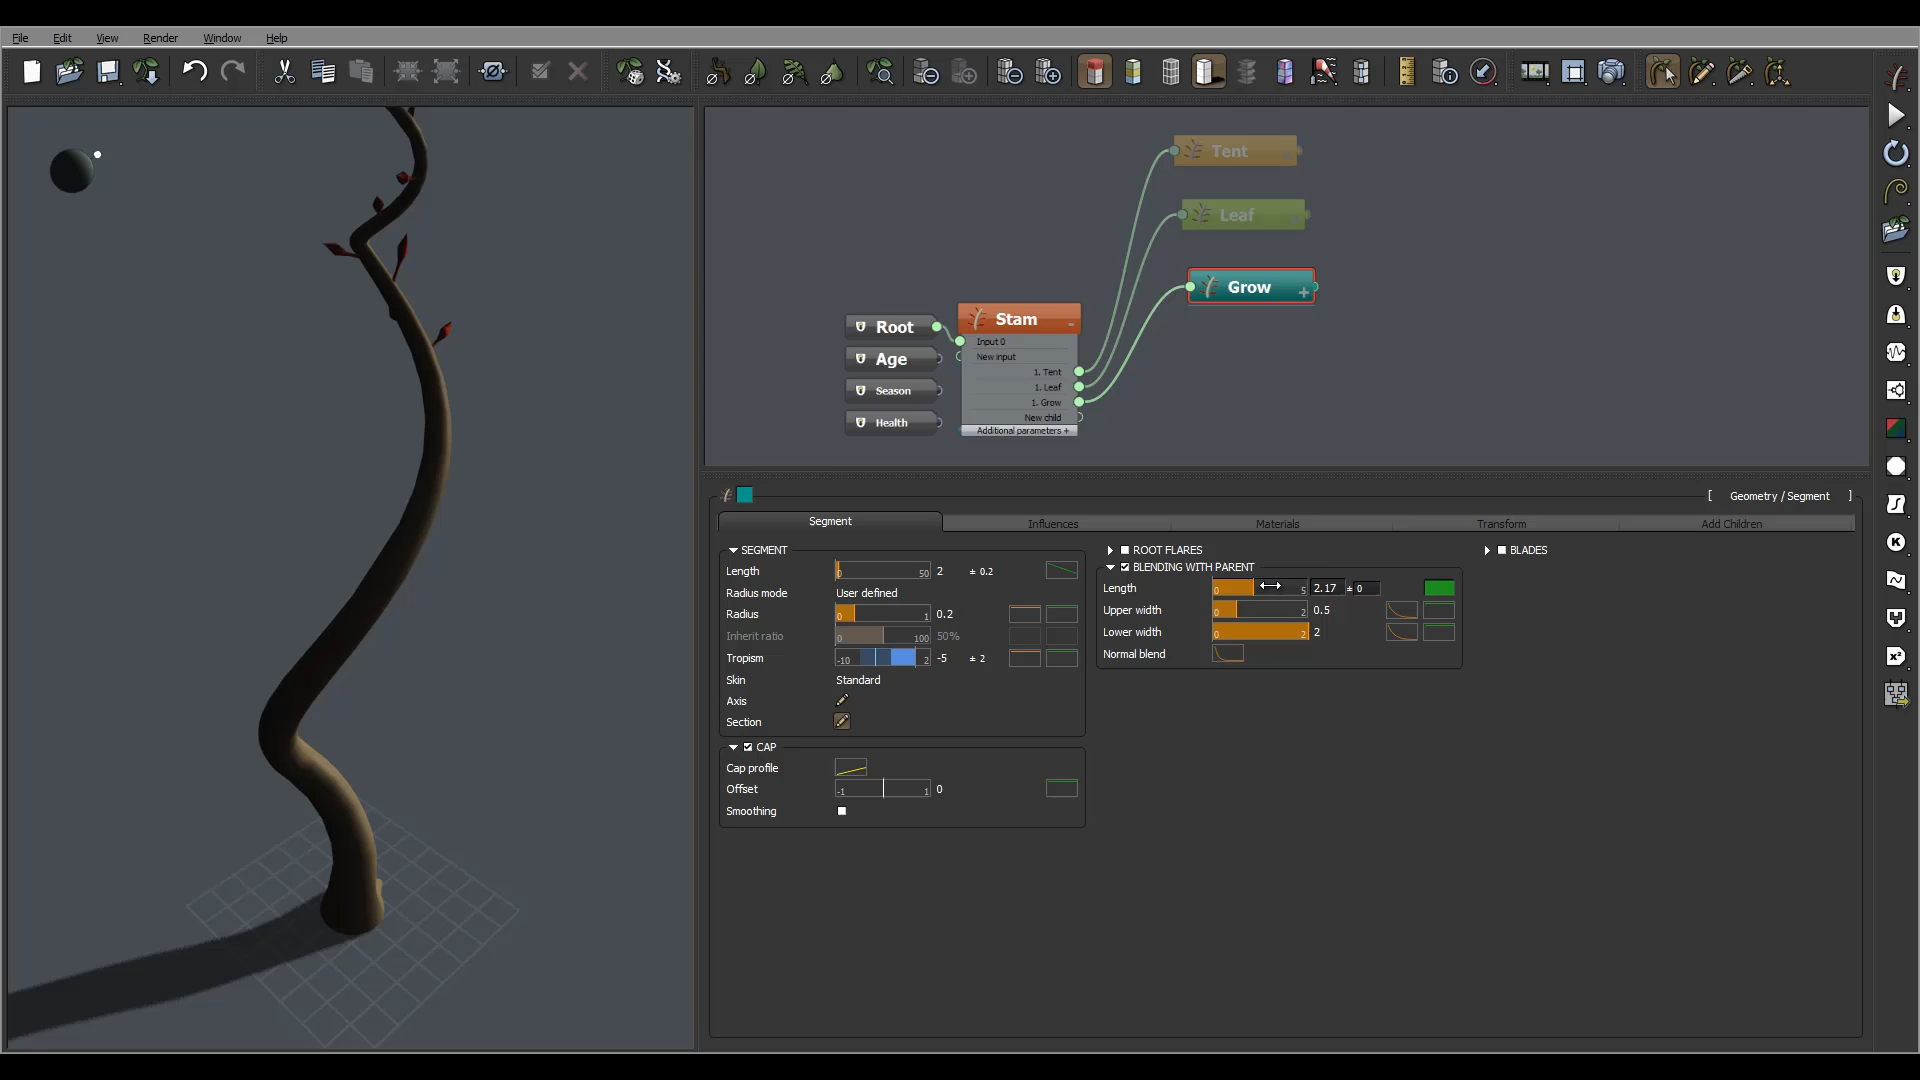 File Edit View Render Window Help
Tent
Leaf
Grow +
Root Stam -
Input 0
Age New input
1. Tent
Season 1. Leaf
1. Grow
Health New child
Additional parameters +
[ Geometry / Segment ]
Segment Influences Materials Transform Add Children
SEGMENT
Length 0 50 2 ± 0.2
Radius mode User defined
Radius 0 1 0.2
Inherit ratio 0 100 50%
Tropism -10 2 -5 ± 2
Skin Standard
Axis
Section
CAP
Cap profile
Offset -1 1 0
Smoothing
ROOT FLARES
BLENDING WITH PARENT
Length 0 5 2.17 ± 0
Upper width 0 2 0.5
Lower width 0 2 2
Normal blend
BLADES
K
x²